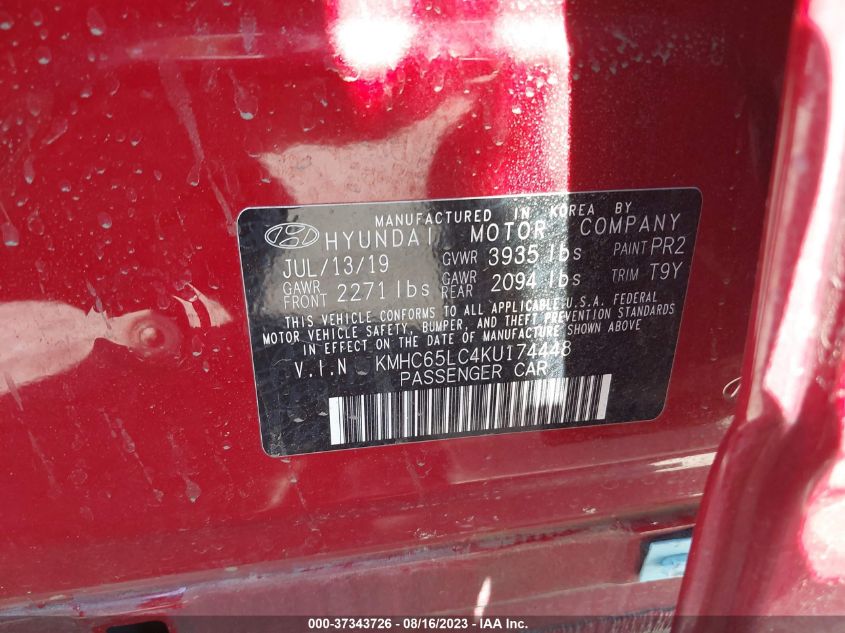 MANUFACTURED IN KOREA BY
HYUNDAI MOTOR COMPANY
JUL/13/19 GVWR 3935 lbs PAINT PR2
GAWR FRONT 2271 lbs GAWR REAR 2094 lbs TRIM T9Y
THIS VEHICLE CONFORMS TO ALL APPLICABLE U.S.A. FEDERAL
MOTOR VEHICLE SAFETY, BUMPER, AND THEFT PREVENTION STANDARDS
IN EFFECT ON THE DATE OF MANUFACTURE SHOWN ABOVE
V.I.N KMHC65LC4KU174448
PASSENGER CAR
000-37343726 - 08/16/2023 - IAAI.com